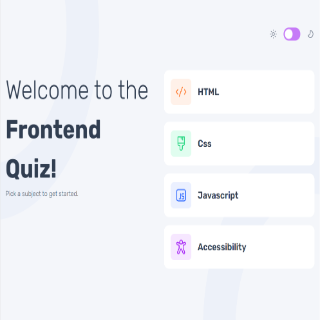 Welcome to the
Frontend
Quiz!
Pick a subject to get started.
HTML
Css
Javascript
Accessibility